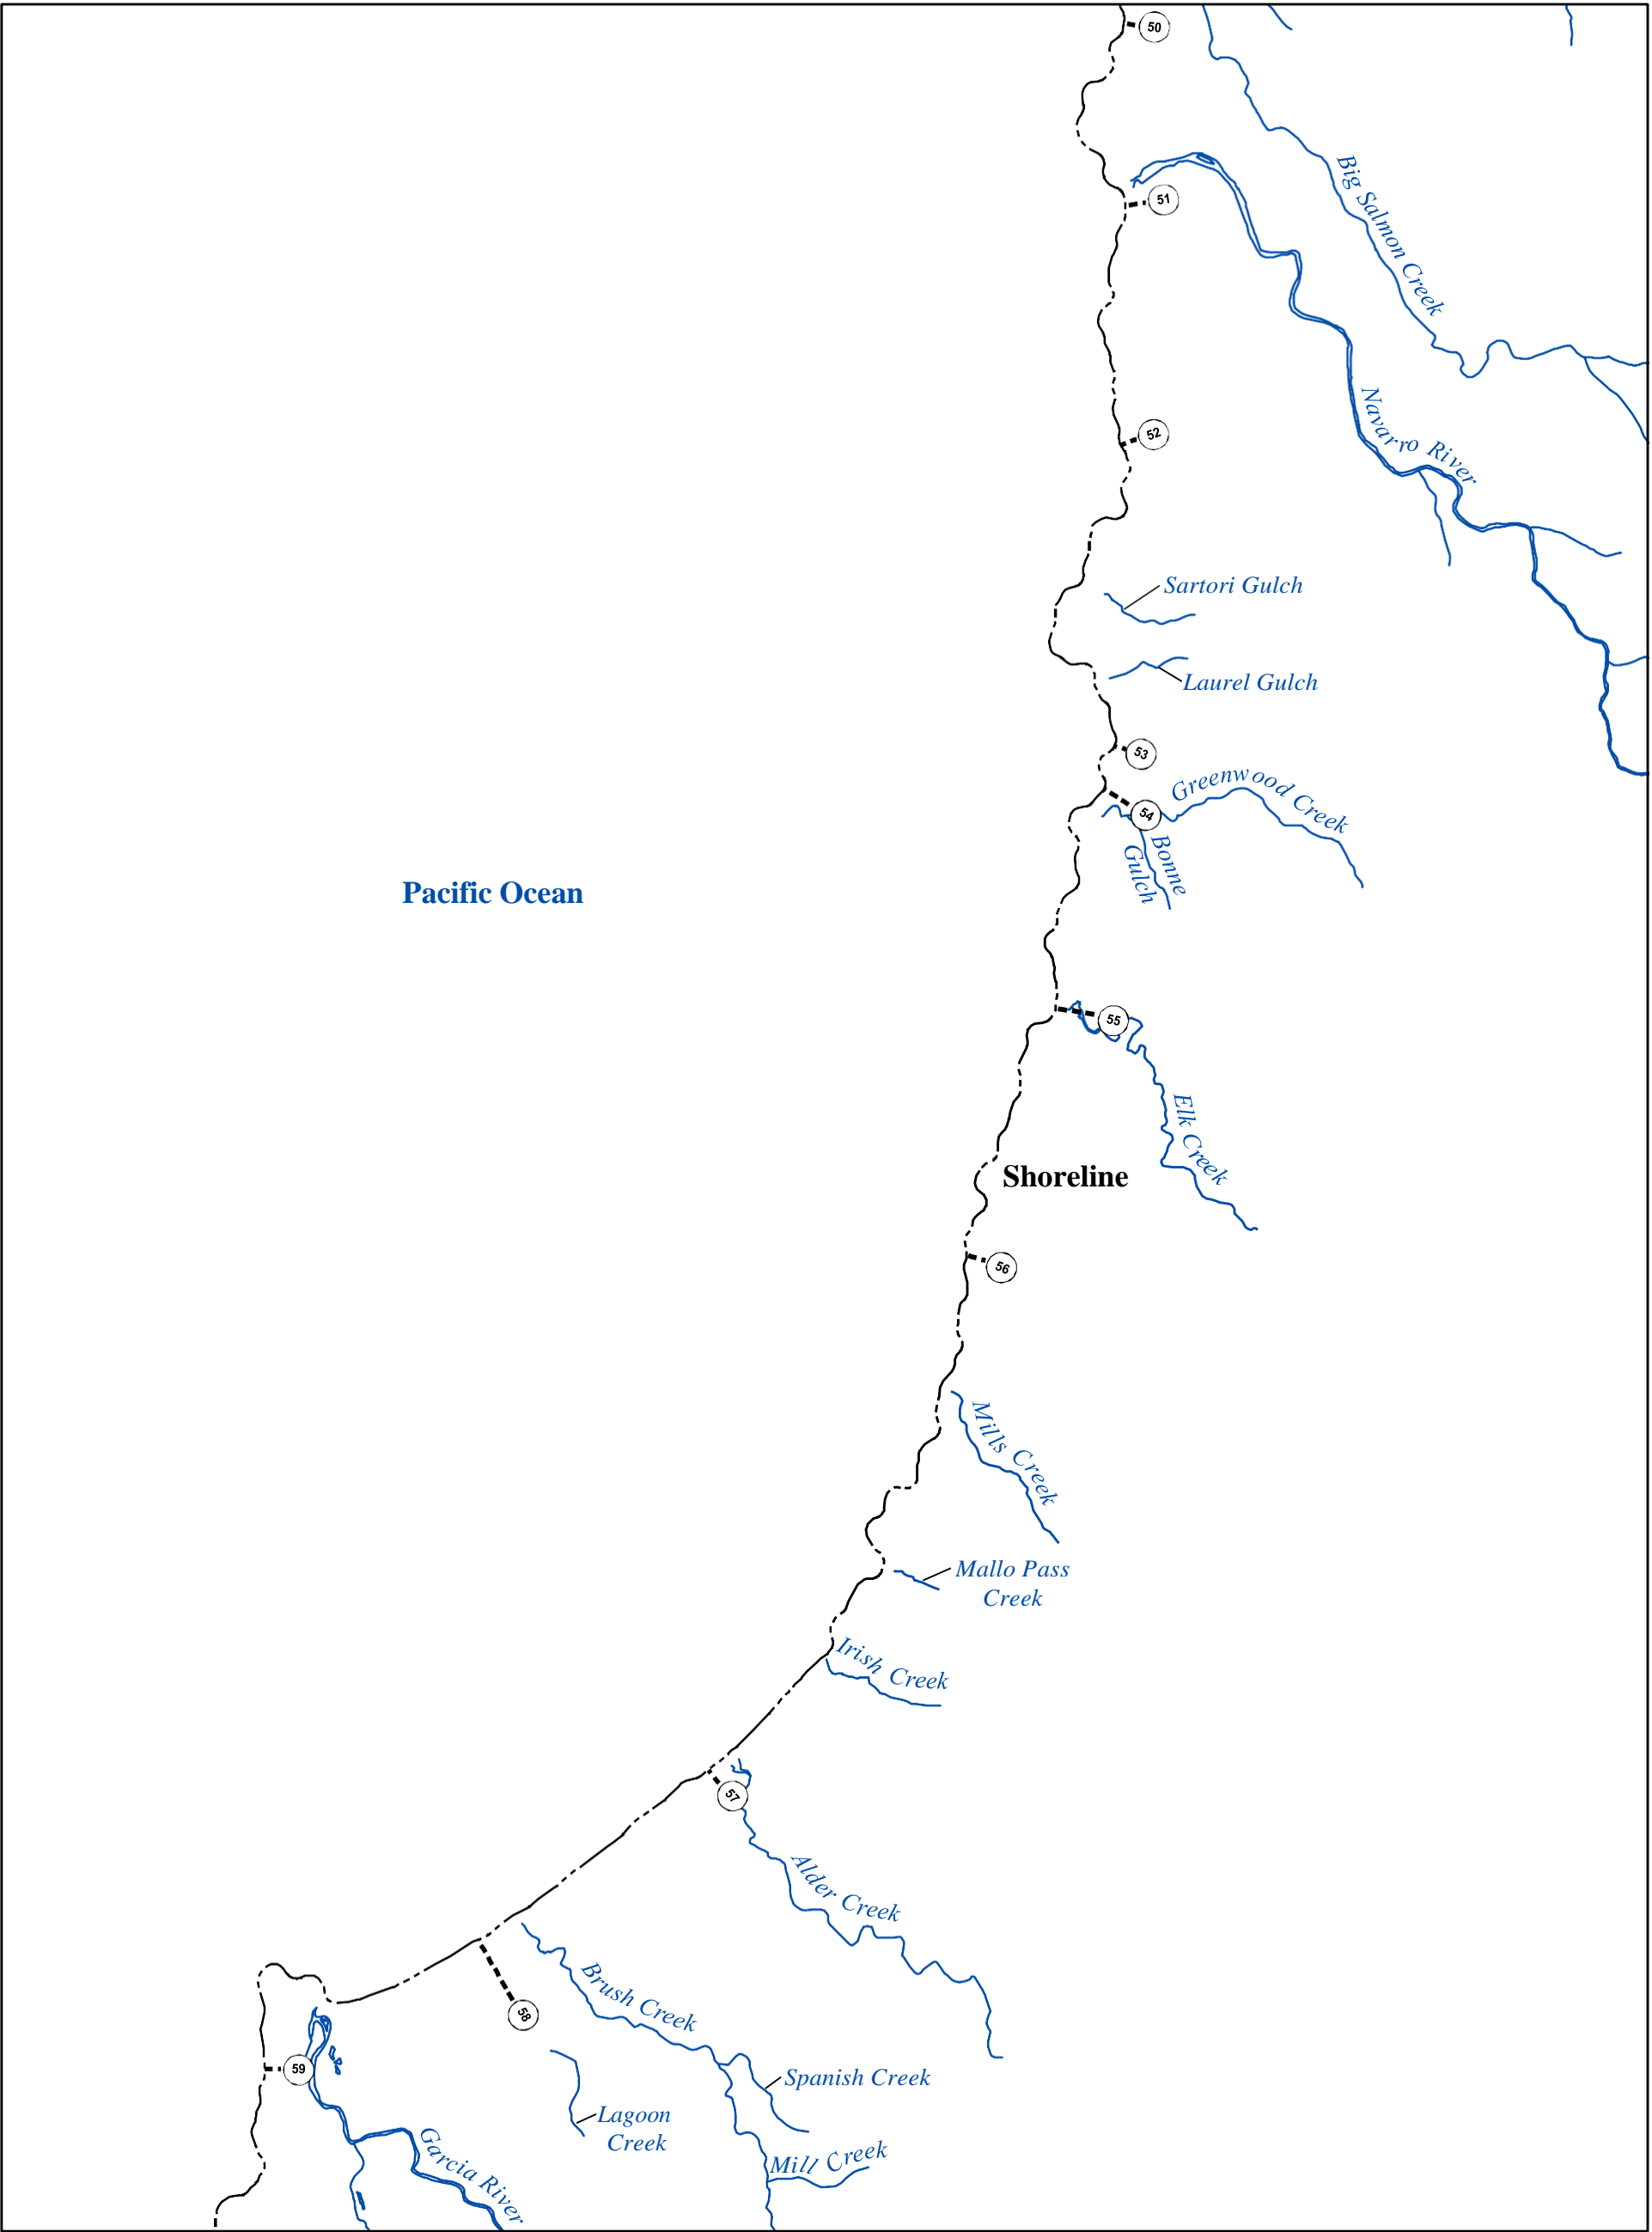 50
Big Salmon Creek
51
Navarro River
52
Sartori Gulch
Laurel Gulch
53
Greenwood Creek
54
Bonne
Gulch
Pacific Ocean
55
Elk Creek
Shoreline
56
Mills Creek
Mallo Pass
Creek
Irish Creek
57
Alder Creek
Brush Creek
58
59
Spanish Creek
Lagoon
Creek
Garcia River
Mill Creek